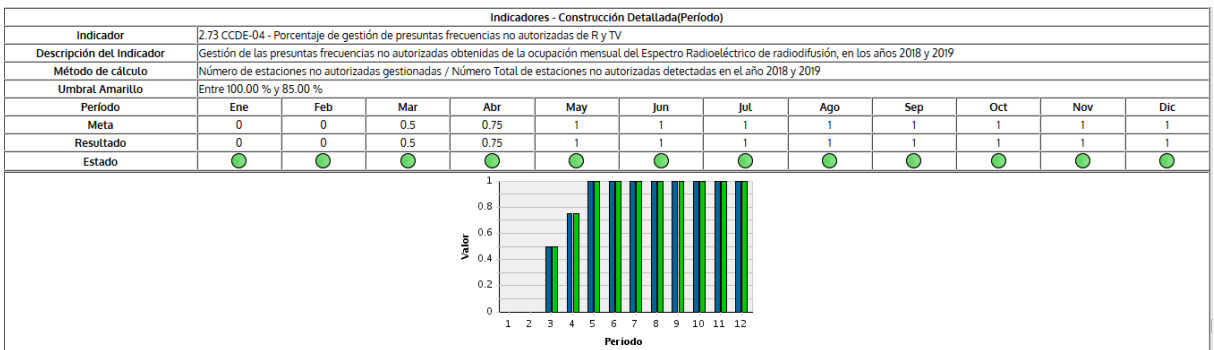 Indicadores - Construcción Detallada(Período)
Indicador 2.73 CCDE-04 - Porcentaje de gestión de presuntas frecuencias no autorizadas de R y TV
Descripción del Indicador Gestión de las presuntas frecuencias no autorizadas obtenidas de la ocupación mensual del Espectro Radioeléctrico de radiodifusión, en los años 2018 y 2019
Método de cálculo Número de estaciones no autorizadas gestionadas / Número Total de estaciones no autorizadas detectadas en el año 2018 y 2019
Umbral Amarillo Entre 100.00 % y 85.00 %
Período Ene Feb Mar Abr May Jun Jul Ago Sep Oct Nov Dic
Meta 0 0 0.5 0.75 1 1 1 1 1 1 1 1
Resultado 0 0 0.5 0.75 1 1 1 1 1 1 1 1
Estado
1
0.8
0.6
0.4
0.2
0
Valor
1 2 3 4 5 6 7 8 9 10 11 12
Periodo